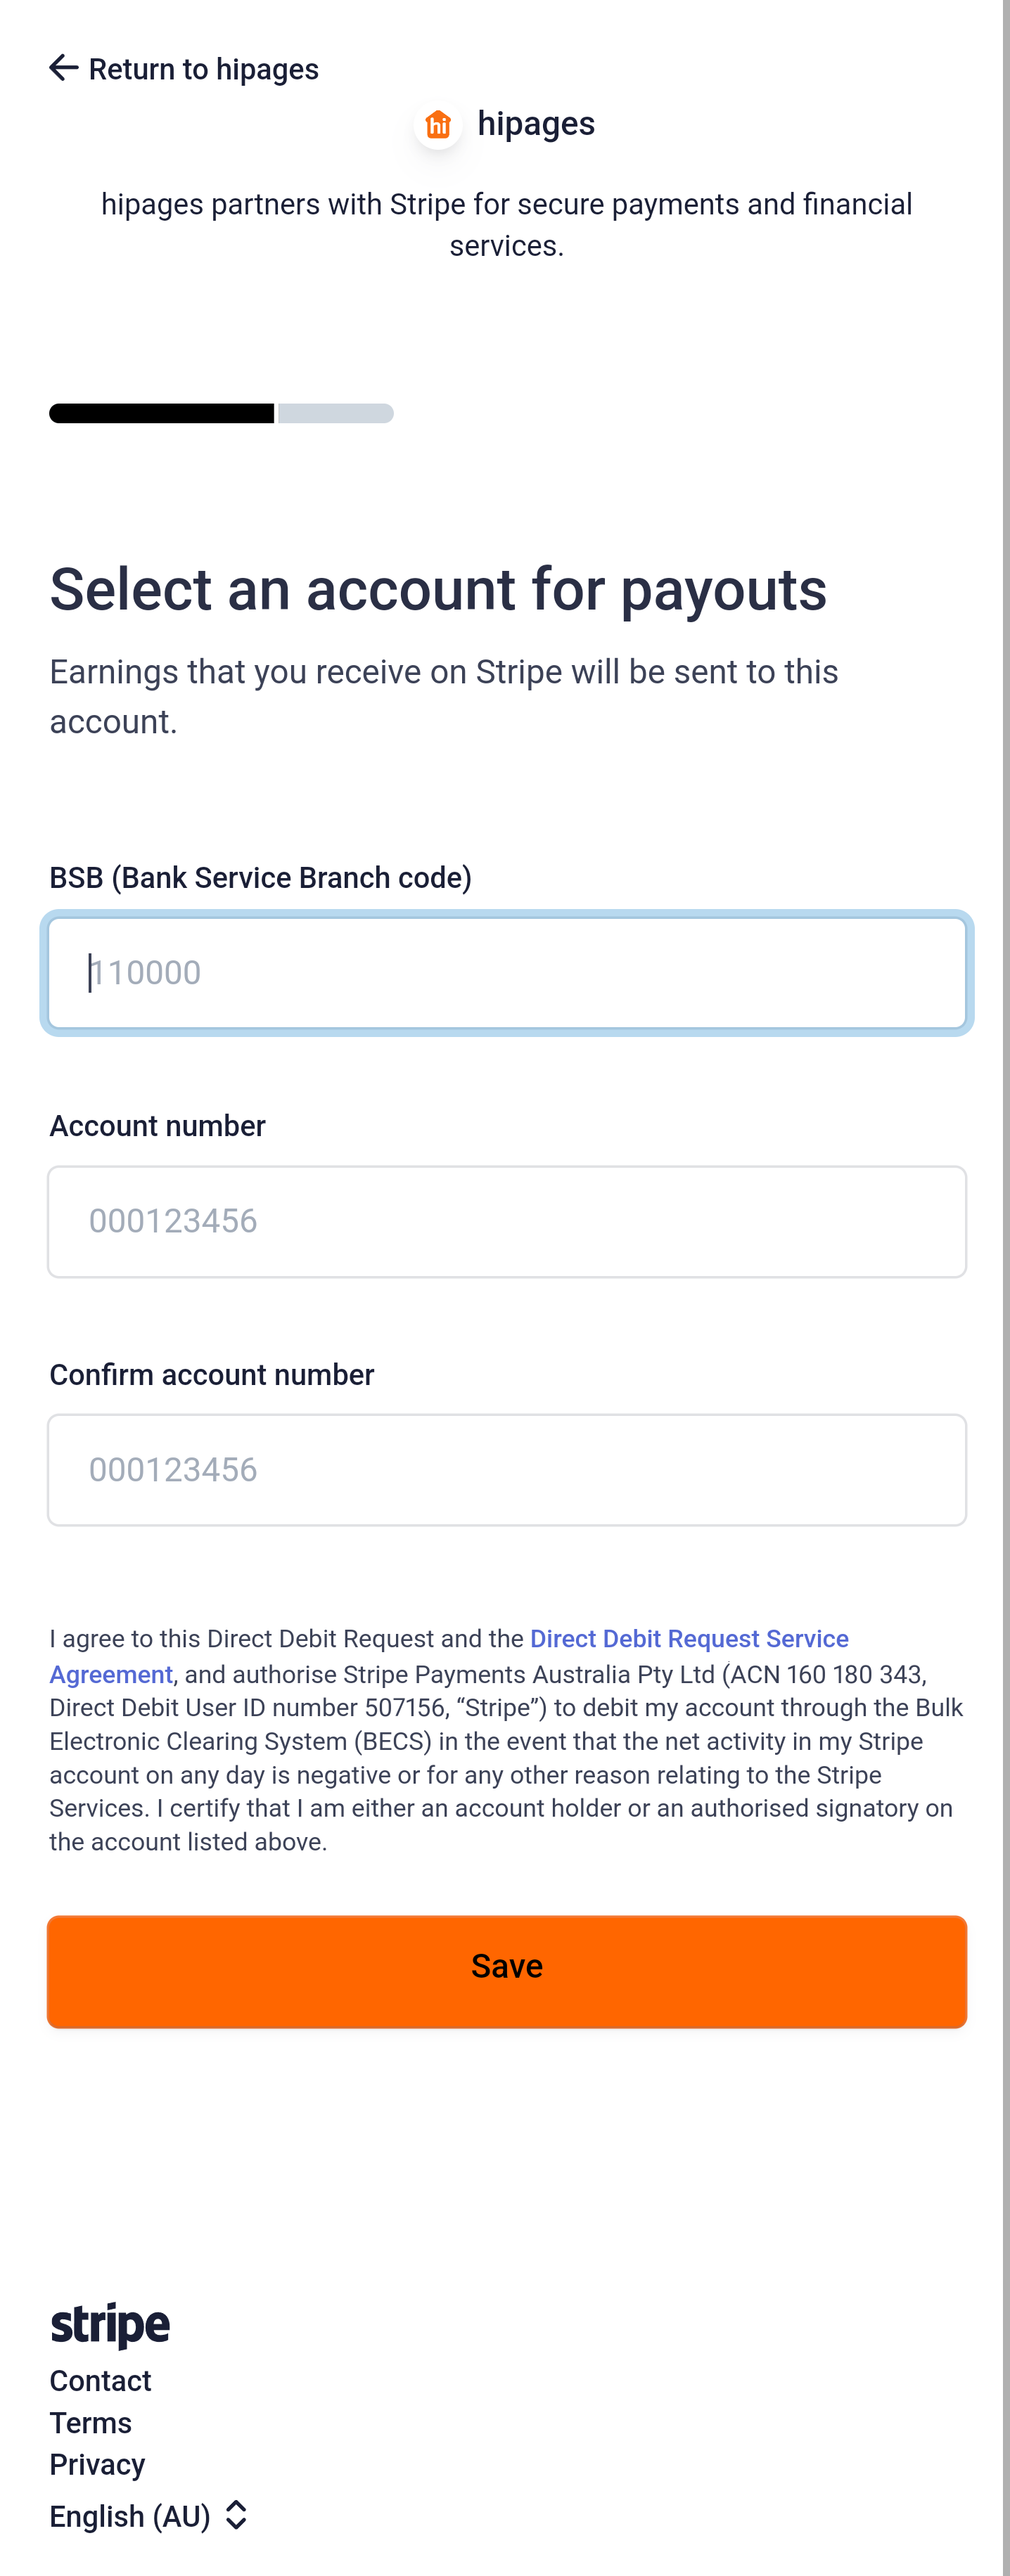 Return to hipages
hi hipages
hipages partners with Stripe for secure payments and financial
services.
Select an account for payouts
Earnings that you receive on Stripe will be sent to this
account.
BSB (Bank Service Branch code)
110000
Account number
000123456
Confirm account number
000123456
I agree to this Direct Debit Request and the Direct Debit Request Service
Agreement, and authorise Stripe Payments Australia Pty Ltd (ACN 160 180 343,
Direct Debit User ID number 507156, “Stripe”) to debit my account through the Bulk
Electronic Clearing System (BECS) in the event that the net activity in my Stripe
account on any day is negative or for any other reason relating to the Stripe
Services. I certify that I am either an account holder or an authorised signatory on
the account listed above.
Save
stripe
Contact
Terms
Privacy
English (AU)